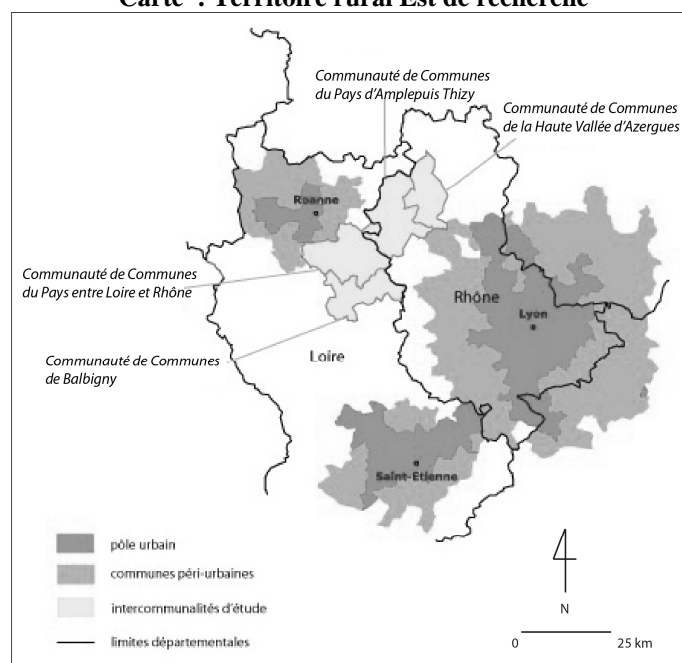 Carte : Territoire rural Est de recherche
Communauté de Communes
du Pays d'Amplepuis Thizy
Communauté de Communes
de la Haute Vallée d'Azergues
Roanne
Communauté de Communes
du Pays entre Loire et Rhône
Rhône
Lyon
Communauté de Communes
de Balbigny
Loire
Saint-Etienne
pôle urbain
communes péri-urbaines
intercommunalités d'étude
limites départementales
N
0 25 km